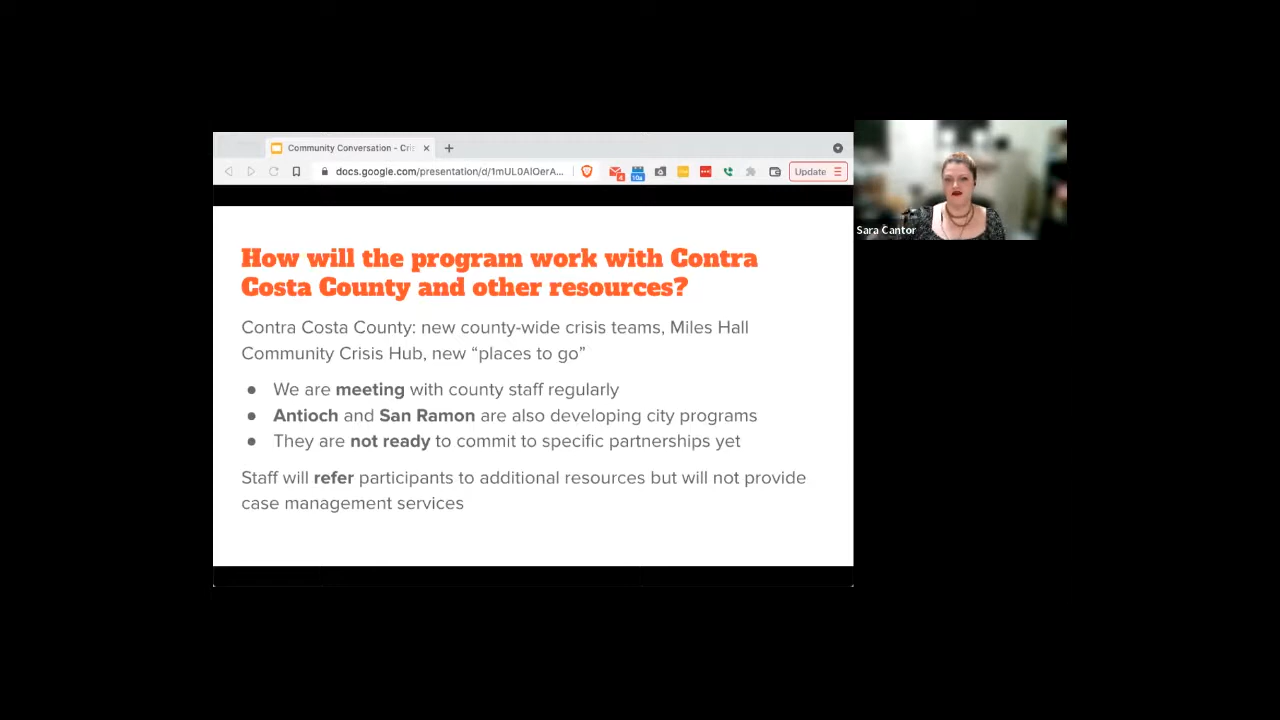 Community Conversation - Cri
docs.google.com/presentation/d/1mUL0AlOerA...
Update
Sara Cantor
How will the program work with Contra
Costa County and other resources?
Contra Costa County: new county-wide crisis teams, Miles Hall
Community Crisis Hub, new “places to go”
● We are meeting with county staff regularly
● Antioch and San Ramon are also developing city programs
● They are not ready to commit to specific partnerships yet
Staff will refer participants to additional resources but will not provide
case management services